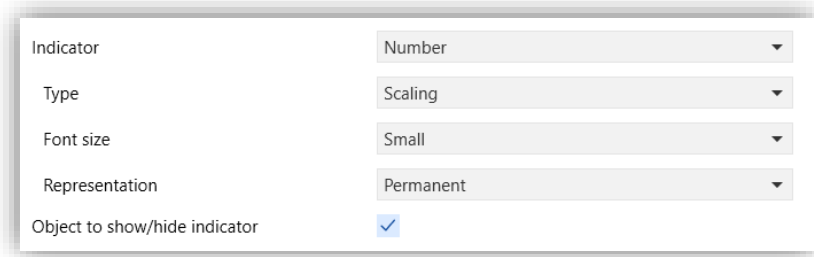 Indicator Number
Type Scaling
Font size Small
Representation Permanent
Object to show/hide indicator